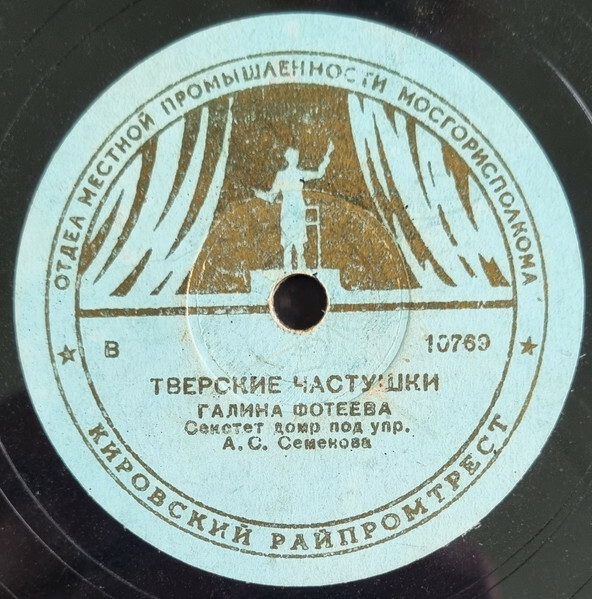 ОТДЕЛ МЕСТНОЙ ПРОМЫШЛЕННОСТИ МОСГОРИСПОЛКОМА
В 10769
ТВЕРСКИЕ ЧАСТУШКИ
ГАЛИНА ФОТЕЕВА
Секстет домр под упр.
А. С. Семенова
КИРОВСКИЙ РАЙПРОМТРЕСТ